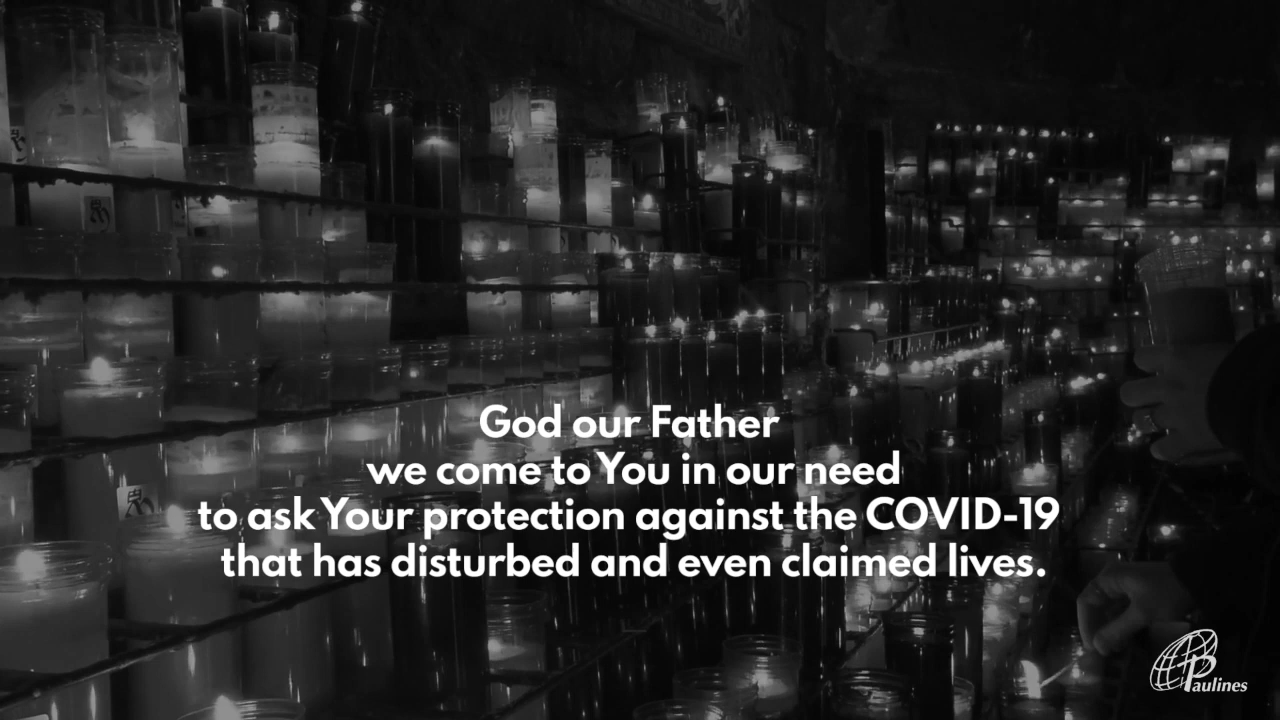 God our Father
we come to You in our need
to ask Your protection against the COVID-19
that has disturbed and even claimed lives.
Paulines